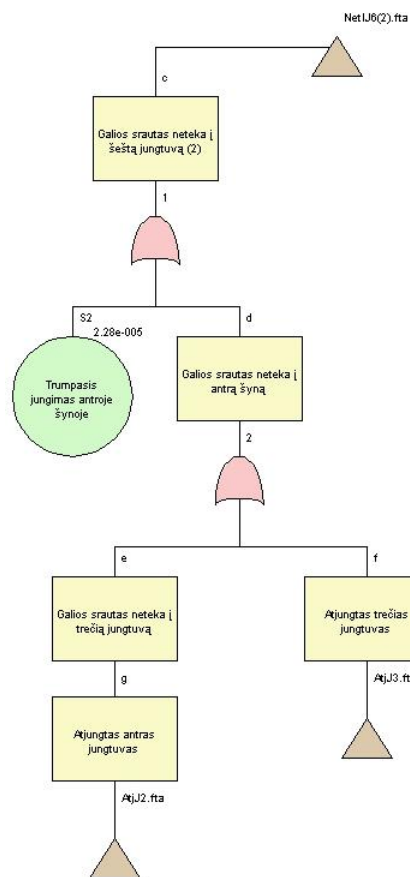 NetIJ6(2).fta
c
Galios srautas neteka į
šeštą jungtuvą (2)
1
S2
2.28e-005
d
Trumpasis
jungimas antroje
šynoje
Galios srautas neteka į
antrą šyną
2
e
f
Galios srautas neteka į
trečią jungtuvą
Atjungtas trečias
jungtuvas
g
AtjJ3.ft
Atjungtas antras
jungtuvas
AtjJ2.fta